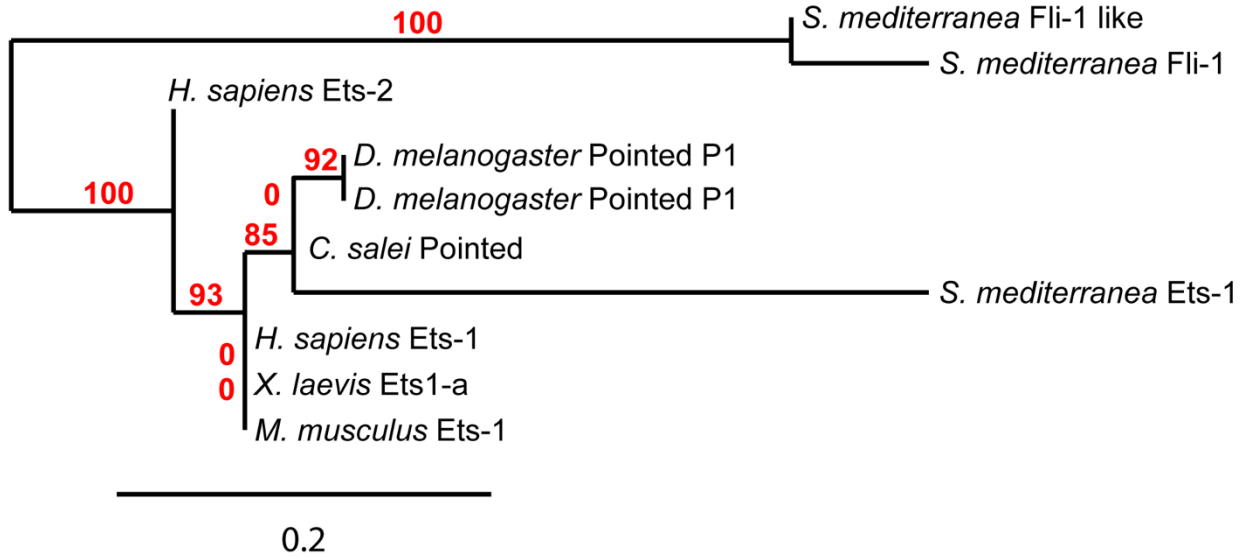 S. mediterranea Fli-1 like
100
S. mediterranea Fli-1
H. sapiens Ets-2
92
D. melanogaster Pointed P1
100
0
D. melanogaster Pointed P1
85
C. salei Pointed
93
S. mediterranea Ets-1
H. sapiens Ets-1
0
X. laevis Ets1-a
0
M. musculus Ets-1
0.2